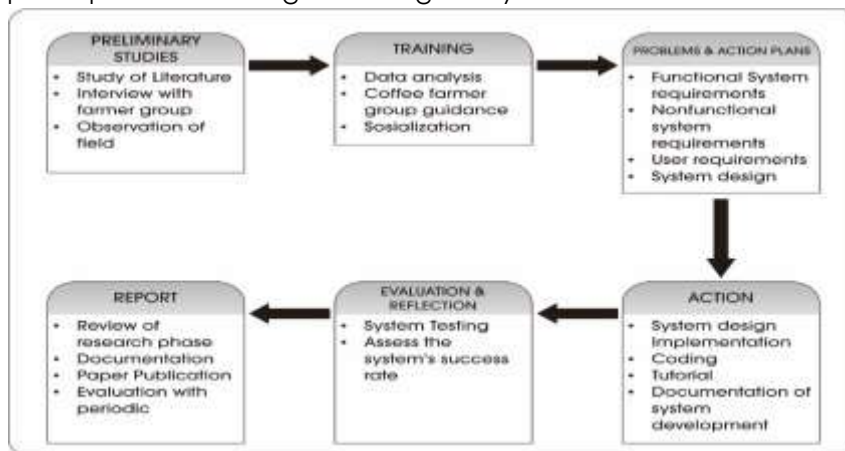 PRELIMINARY
STUDIES
• Study of Literature
• Interview with
farmer group
• Observation of
field
TRAINING
• Data analysis
• Coffee farmer
group guidance
• Sosialization
PROBLEMS & ACTION PLANS
• Functional System
requirements
• Nonfunctional
system
requirements
• User requirements
• System design
ACTION
• System design
Implementation
• Coding
• Tutorial
• Documentation of
system
development
EVALUATION &
REFLECTION
• System Testing
• Assess the
system's success
rate
REPORT
• Review of
research phase
• Documentation
• Paper Publication
• Evaluation with
periodic